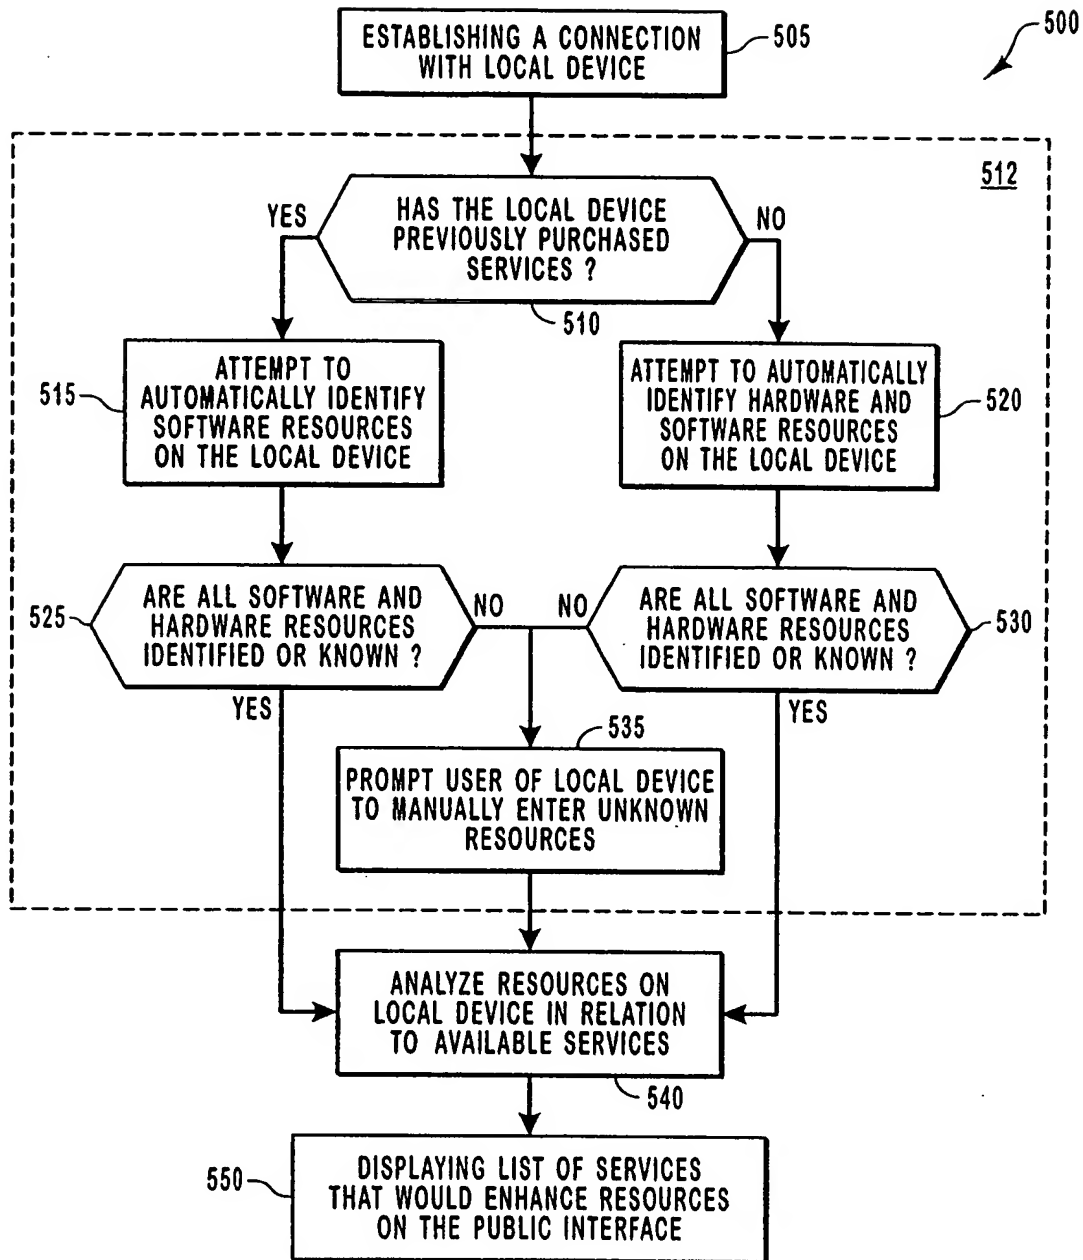 500
ESTABLISHING A CONNECTION
WITH LOCAL DEVICE
505
512
HAS THE LOCAL DEVICE
PREVIOUSLY PURCHASED
SERVICES ?
YES
NO
510
ATTEMPT TO
AUTOMATICALLY IDENTIFY
SOFTWARE RESOURCES
ON THE LOCAL DEVICE
515
ATTEMPT TO AUTOMATICALLY
IDENTIFY HARDWARE AND
SOFTWARE RESOURCES
ON THE LOCAL DEVICE
520
525
ARE ALL SOFTWARE AND
HARDWARE RESOURCES
IDENTIFIED OR KNOWN ?
NO
NO
ARE ALL SOFTWARE AND
HARDWARE RESOURCES
IDENTIFIED OR KNOWN ?
530
YES
YES
535
PROMPT USER OF LOCAL DEVICE
TO MANUALLY ENTER UNKNOWN
RESOURCES
ANALYZE RESOURCES ON
LOCAL DEVICE IN RELATION
TO AVAILABLE SERVICES
540
550
DISPLAYING LIST OF SERVICES
THAT WOULD ENHANCE RESOURCES
ON THE PUBLIC INTERFACE